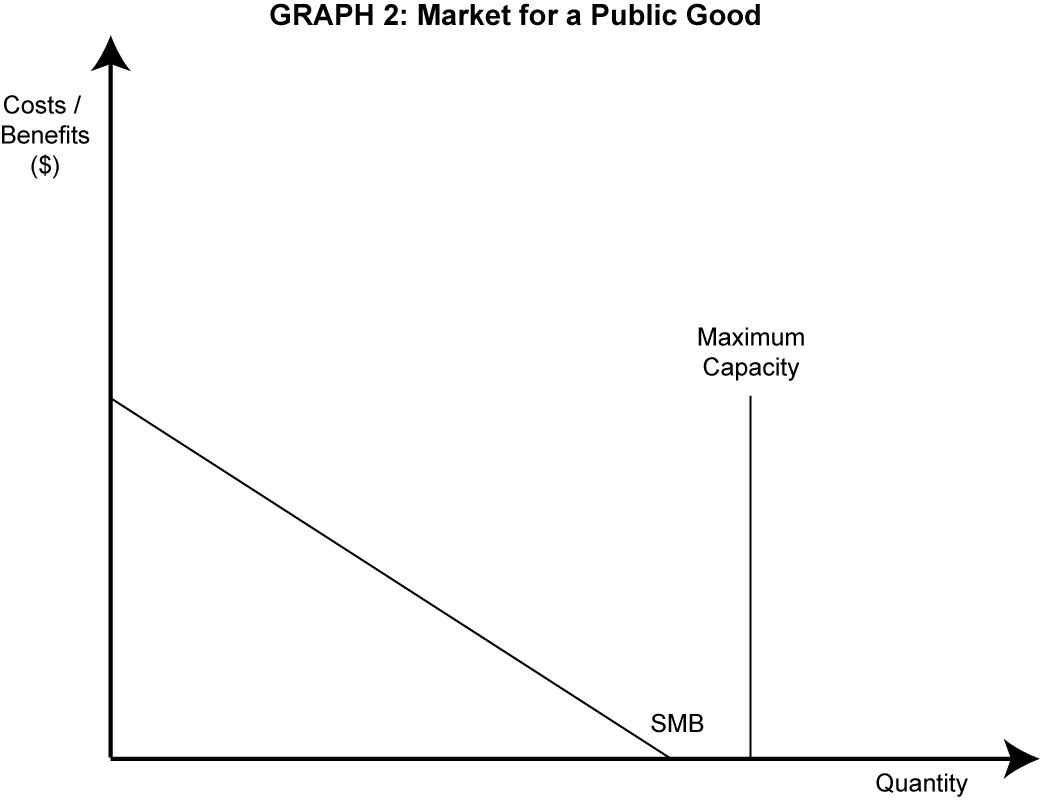 GRAPH 2: Market for a Public Good
Costs /
Benefits
($)
Maximum
Capacity
SMB
Quantity